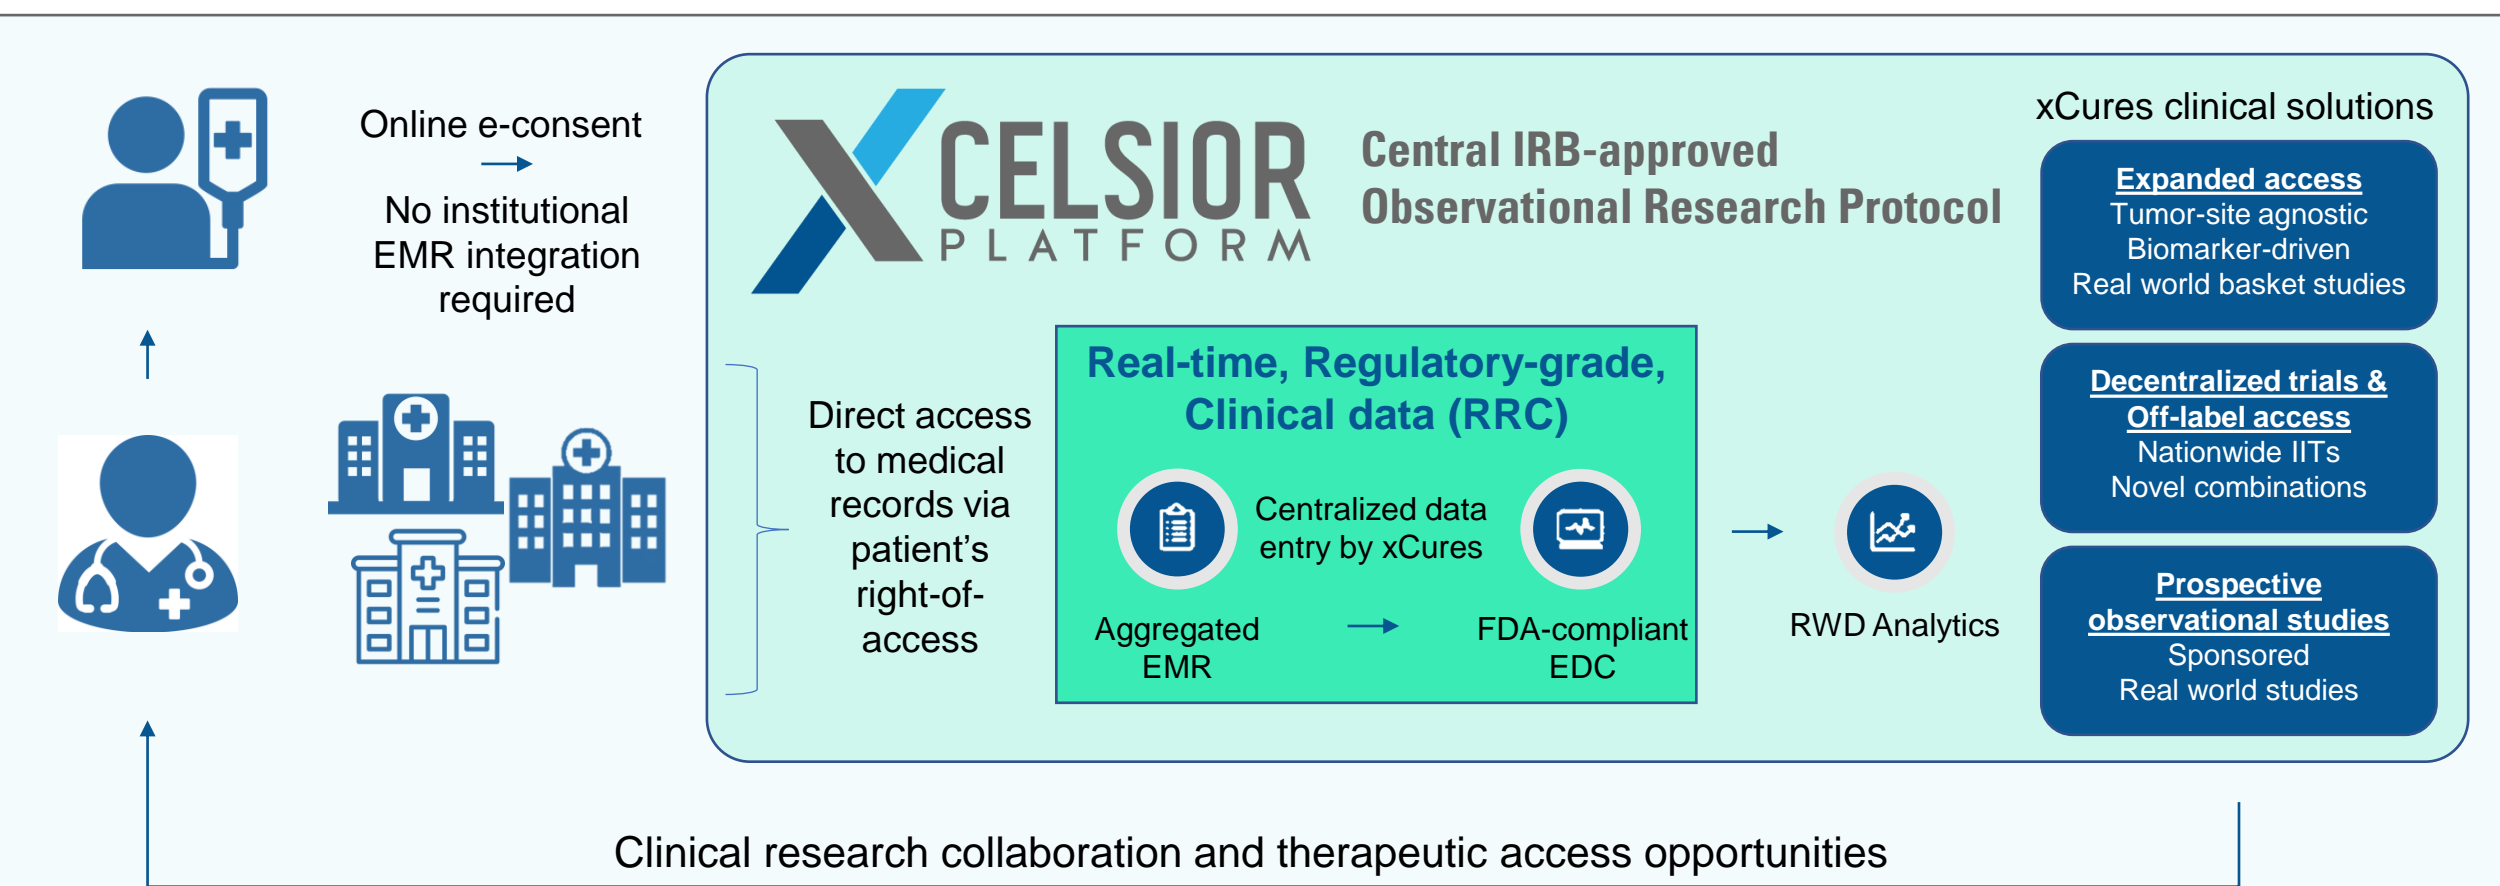 Online e-consent
No institutional
EMR integration
required
XCELSIOR
PLATFORM
Central IRB-approved
Observational Research Protocol
Direct access
to medical
records via
patient's
right-of-
access
Real-time, Regulatory-grade,
Clinical data (RRC)
Centralized data
entry by xCures
Aggregated
EMR
FDA-compliant
EDC
RWD Analytics
xCures clinical solutions
Expanded access
Tumor-site agnostic
Biomarker-driven
Real world basket studies
Decentralized trials &
Off-label access
Nationwide IITs
Novel combinations
Prospective
observational studies
Sponsored
Real world studies
Clinical research collaboration and therapeutic access opportunities